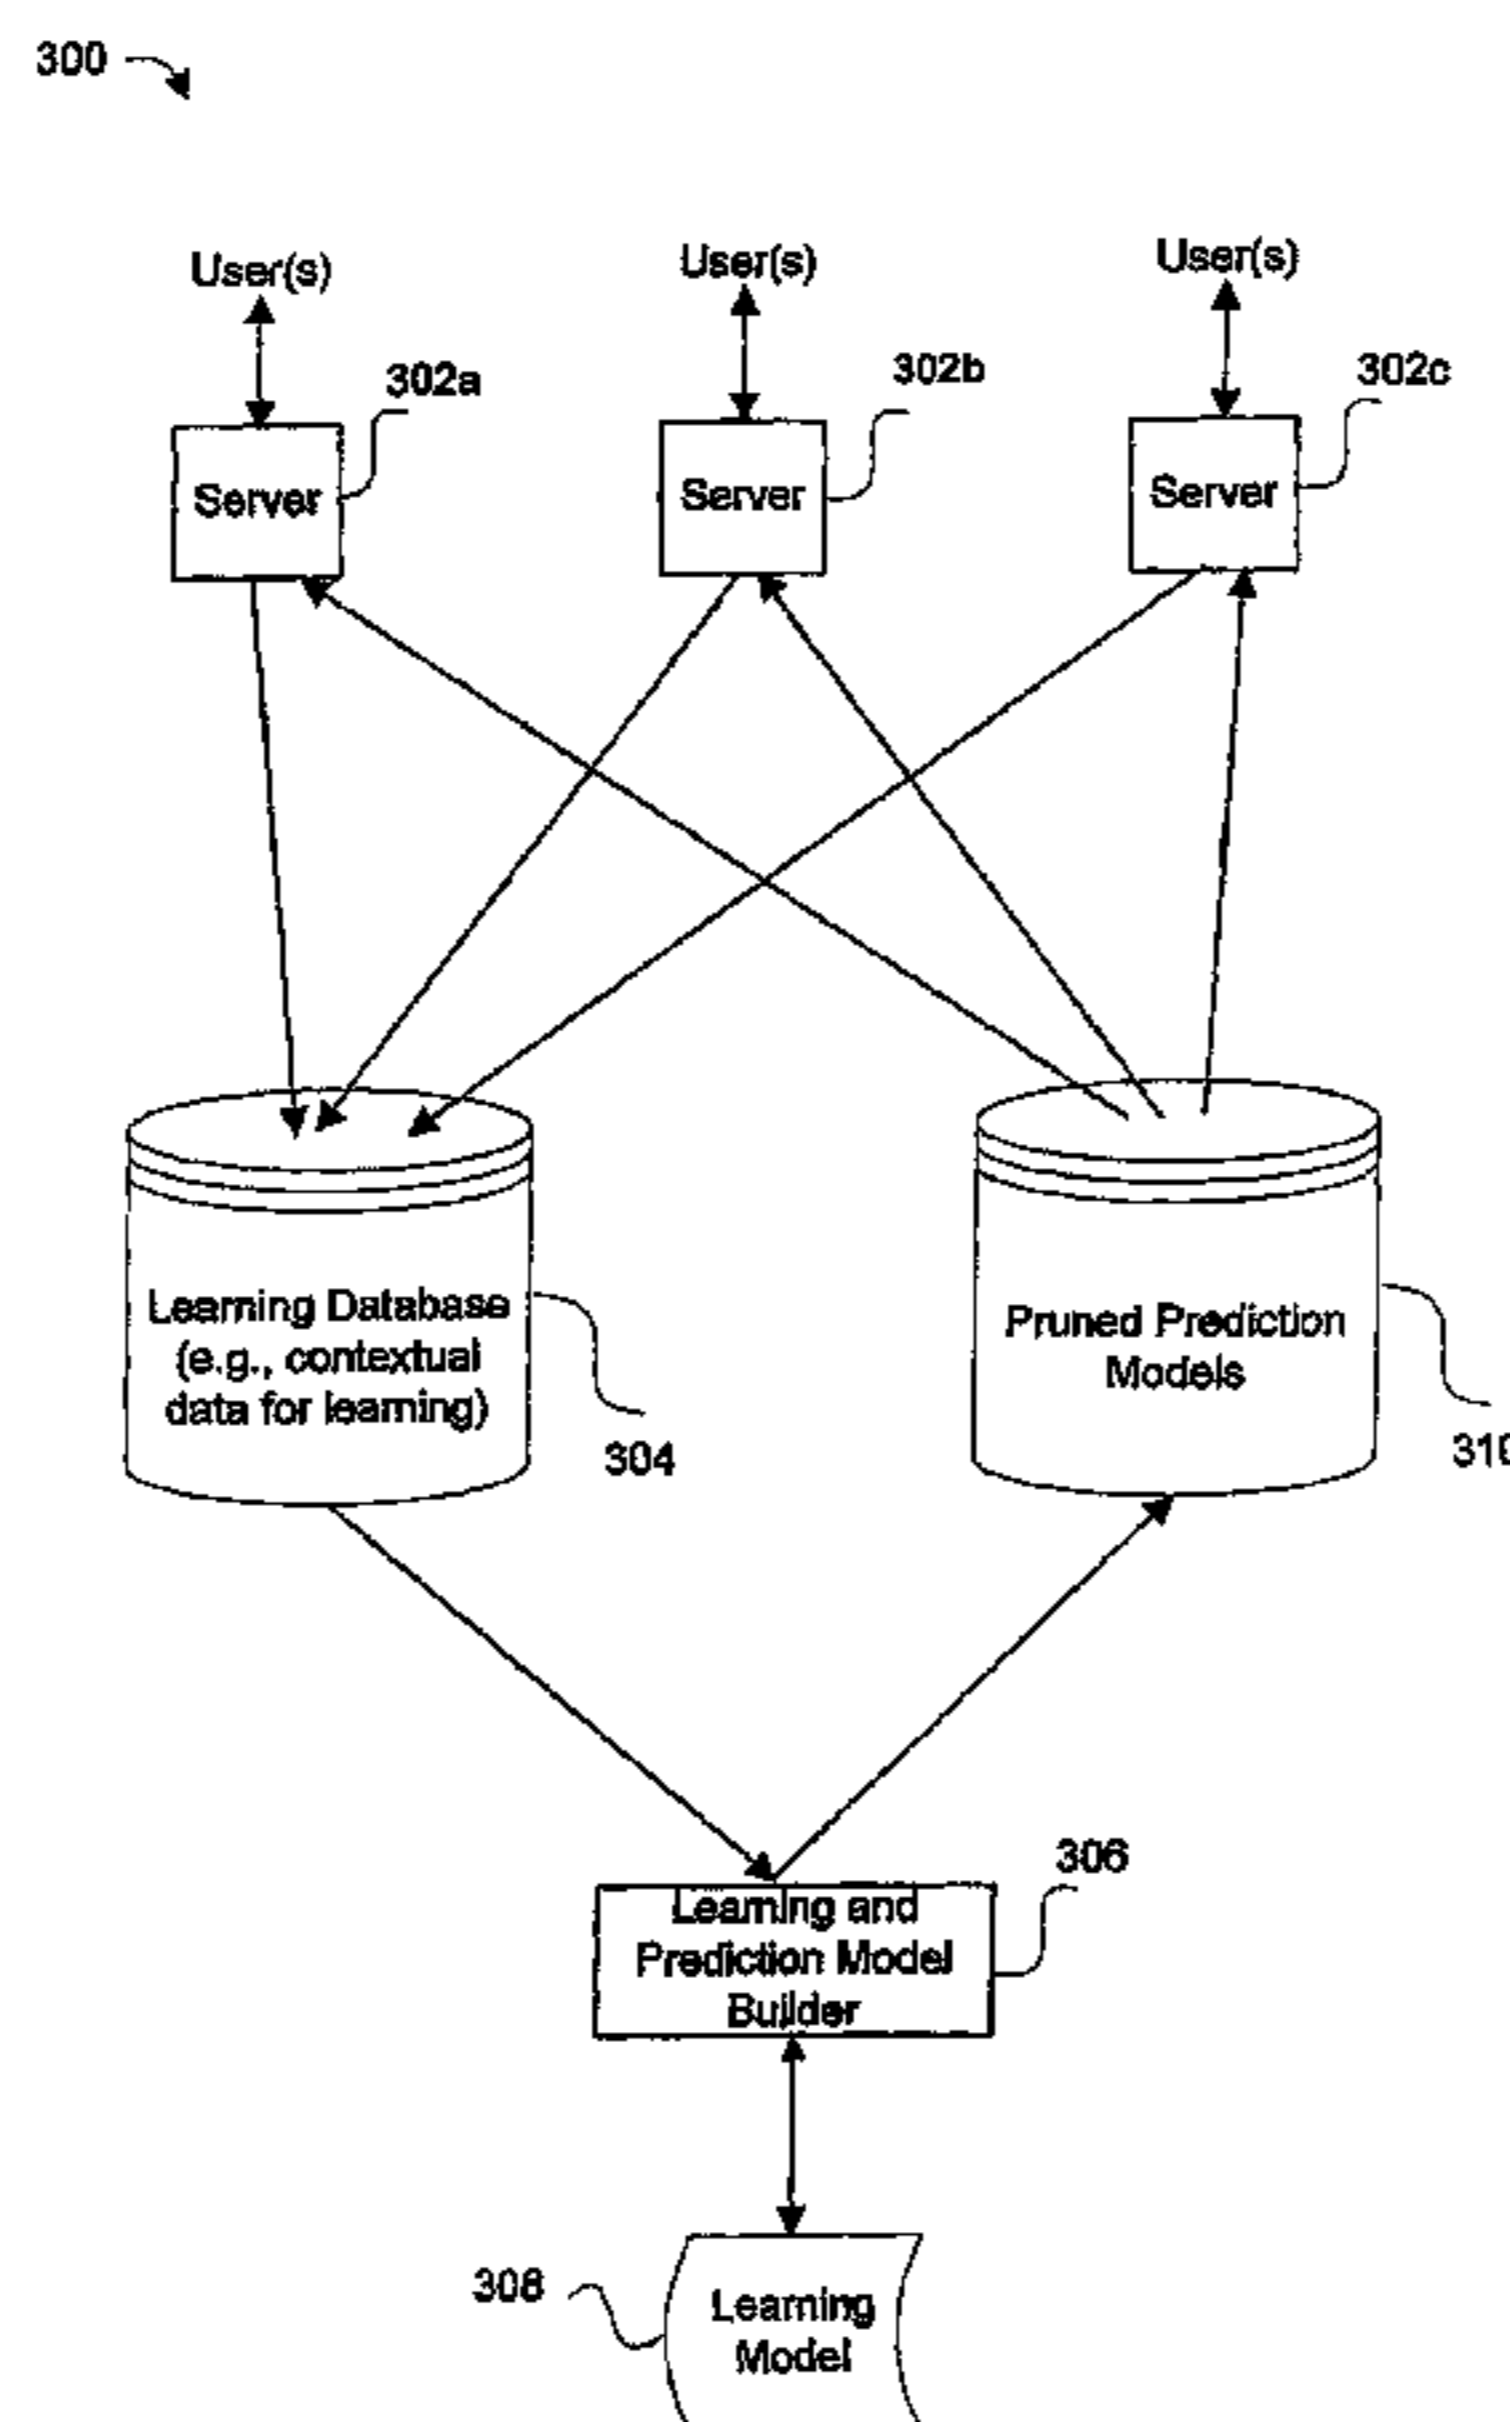 300
User(s)
User(s)
User(s)
302a
302b
302c
Server
Server
Server
Learning Database
(e.g., contextual
data for learning)
304
Pruned Prediction
Models
310
306
Learning and
Prediction Model
Builder
308
Learning
Model